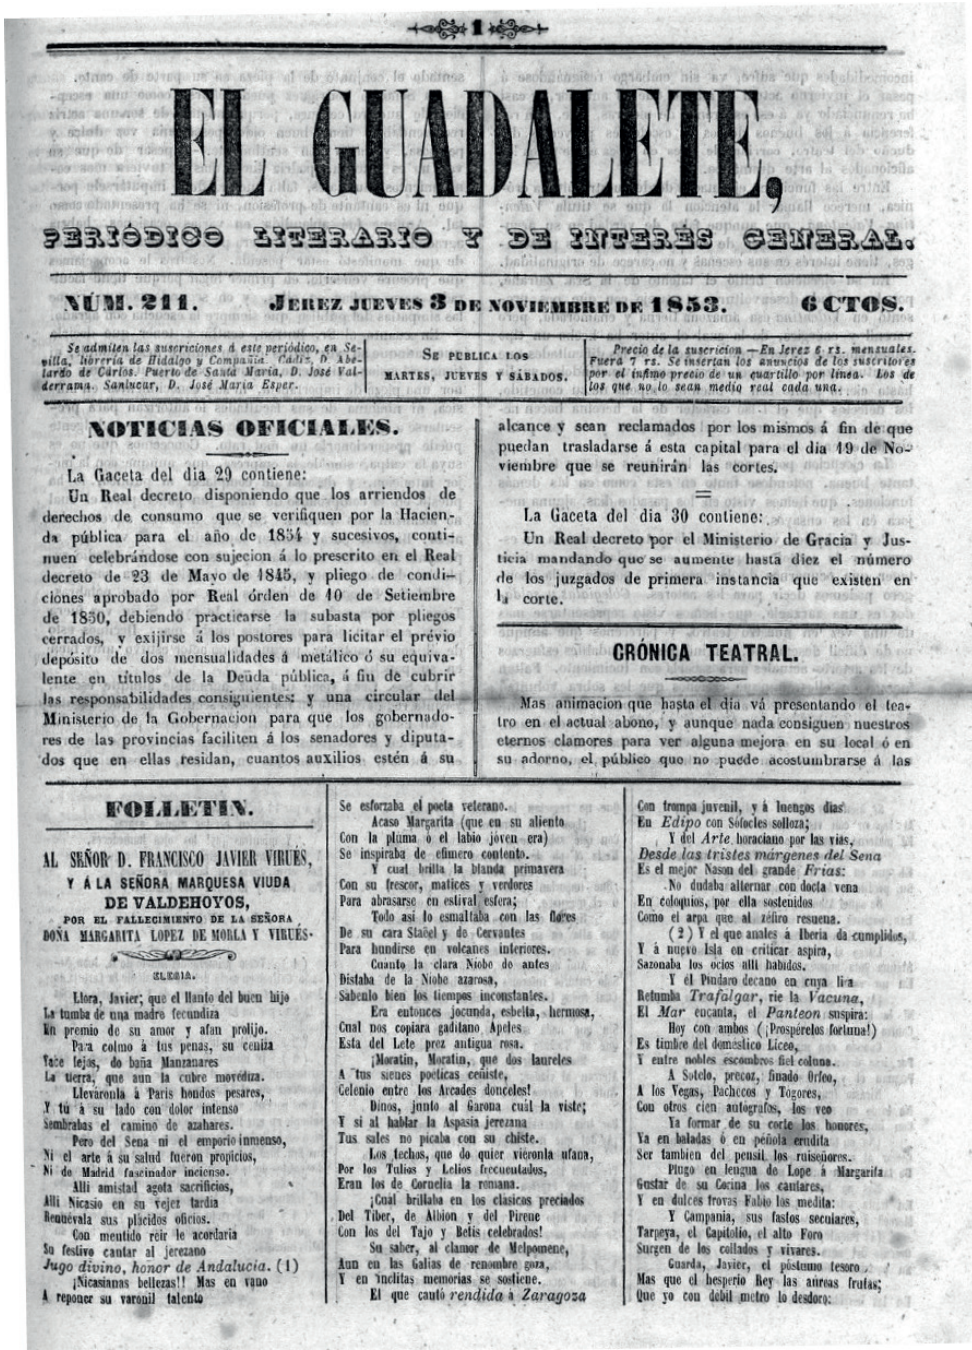 1
EL GUADALETE,
PERIÓDICO LITERARIO Y DE INTERÉS GENERAL.
NÚM. 211. JEREZ JUEVES 3 DE NOVIEMBRE DE 1853. 6 CTOS.
Se admiten las suscriciones á este periódico, en Se-
villa, librería de Hidalgo y Compañia. Cádiz, D. Abe-
lardo de Carlos. Puerto de Santa María, D. José Val-
derrama. Sanlucar, D. José Maria Esper.
SE PUBLICA LOS
MARTES, JUEVES Y SÁBADOS.
Precio de la suscricion—En Jerez 6 rs. mensuales.
Fuera 7 rs. Se insertan los anuncios de los suscritores
por el ínfimo precio de un cuartillo por linea. Los de
los que no lo sean medio real cada una.
NOTICIAS OFICIALES.
La Gaceta del dia 29 contiene:
Un Real decreto disponiendo que los arriendos de
derechos de consumo que se verifiquen por la Hacien-
da pública para el año de 1854 y sucesivos, conti-
nuen celebrándose con sujecion á lo prescrito en el Real
decreto de 23 de Mayo de 1845, y pliego de condi-
ciones aprobado por Real órden de 10 de Setiembre
de 1850, debiendo practicarse la subasta por pliegos
cerrados, y exijirse á los postores para licitar el prévio
depósito de dos mensualidades á metálico ó su equiva-
lente en titulos de la Deuda pública, á fin de cubrir
las responsabilidades consiguientes; y una circular del
Ministerio de la Gobernacion para que los gobernado-
res de las provincias faciliten á los senadores y diputa-
dos que en ellas residan, cuantos auxilios estén á su
alcance y sean reclamados por los mismos á fin de que
puedan trasladarse á esta capital para el dia 19 de No-
viembre que se reunirán las cortes.
=
La Gaceta del dia 30 contiene:
Un Real decreto por el Ministerio de Gracia y Jus-
ticia mandando que se aumente hasta diez el número
de los juzgados de primera instancia que existen en
la corte.
CRÓNICA TEATRAL.
Mas animacion que hasta el dia vá presentando el tea-
tro en el actual abono, y aunque nada consiguen nuestros
eternos clamores para ver alguna mejora en su local ó en
su adorno, el público que no puede acostumbrarse á las
FOLLETIN.
AL SEÑOR D. FRANCISCO JAVIER VIRUÉS,
Y Á LA SEÑORA MARQUESA VIUDA
DE VALDEHOYOS,
POR EL FALLECIMIENTO DE LA SEÑORA
DOÑA MARGARITA LOPEZ DE MORLA Y VIRUÉS.
ELEGIA.
Llora, Javier; que el llanto del buen hijo
La tumba de una madre fecundiza
En premio de su amor y afan prolijo.
Para colmo á tus penas, su ceniza
Yace lejos, do baña Manzanares
La tierra, que aun la cubre movediza.
Lleváronla á Paris hondos pesares,
Y tú á su lado con dolor intenso
Sembrabas el camino de azahares.
Pero del Sena ni el emporio inmenso,
Ni el arte á su salud fueron propicios,
Ni de Madrid fascinador incienso.
Alli amistad agota sacrificios,
Alli Nicasio en su vejez tardia
Renuévala sus plácidos oficios.
Con mentido reir le acordaria
Su festivo cantar al jerezano
Jugo divino, honor de Andalucia. (1)
¡Nicasianas bellezas!! Mas en vano
A reponer su varonil talento
Se esforzaba el poeta veterano.
Acaso Margarita (que en su aliento
Con la pluma ó el labio jóven era)
Se inspiraba de efimero contento.
Y cual brilla la blanda primavera
Con su frescor, matices y verdores
Para abrasarse en estival esfera;
Todo asi lo esmaltaba con las flores
De su cara Staël y de Cervantes
Para hundirse en volcanes interiores.
Cuanto la clara Niobe de antes
Distaba de la Niobe azarosa,
Sabenlo bien los tiempos inconstantes.
Era entonces jocunda, esbelta, hermosa,
Cual nos copiara gaditano Apeles
Esta del Lete prez antigua rosa.
¡Moratin, Moratin, que dos laureles
A tus sienes poéticas ceñiste,
Celenio entre los Arcades donceles!
Dinos, junto al Garona cuál la viste;
Y si al hablar la Aspasia jerezana
Tus sales no picaba con su chiste.
Los techos, que do quier viéronla ufana,
Por los Tulios y Lelios frecuentados,
Eran los de Cornelia la romana.
¡Cual brillaba en los clasicos preciados
Del Tiber, de Albion y del Pirene
Con los del Tajo y Betis celebrados!
Su saber, al clamor de Melpomene,
Aun en las Galias de renombre goza,
Y en inclitas memorias se sostiene.
El que cantó rendida á Zaragoza
Con trompa juvenil, y á luengos dias
En Edipo con Sófocles solloza;
Y del Arte horaciano por las vias,
Desde las tristes márgenes del Sena
Es el mejor Nason del grande Frias:
No dudaba alternar con docta vena
En coloquios, por ella sostenidos
Como el arpa que al zéfiro resuena.
(2) Y el que anales á Iberia da cumplidos,
Y á nuevo Isla en criticar aspira,
Sazonaba los ocios alli habidos.
Y el Píndaro decano en cuya lira
Retumba Trafalgar, rie la Vacuna,
El Mar encanta, el Panteon suspira:
Hoy con ambos (¡Prospérelos fortuna!)
Es timbre del doméstico Liceo,
Y entre nobles escombros fiel coluna.
A Sotelo, precoz, finado Orfeo,
A los Vegas, Pachecos y Togores,
Con otros cien autógrafos, los veo
Ya formar de su corte los honores,
Ya en baladas ó en peñola erudita
Ser tambien del pensil los ruiseñores.
Plugo en lengua de Lope á Margarita
Gustar de su Corina los cantares,
Y en dulces trovas Fabio los medita:
Y Campania, sus fastos seculares,
Tarpeya, el Capitolio, el alto Foro
Surgen de los collados y vivares.
Guarda, Javier, el póstumo tesoro
Mas que el hesperio Rey las aúreas frutas;
Que yo con debil metro lo desdoro: